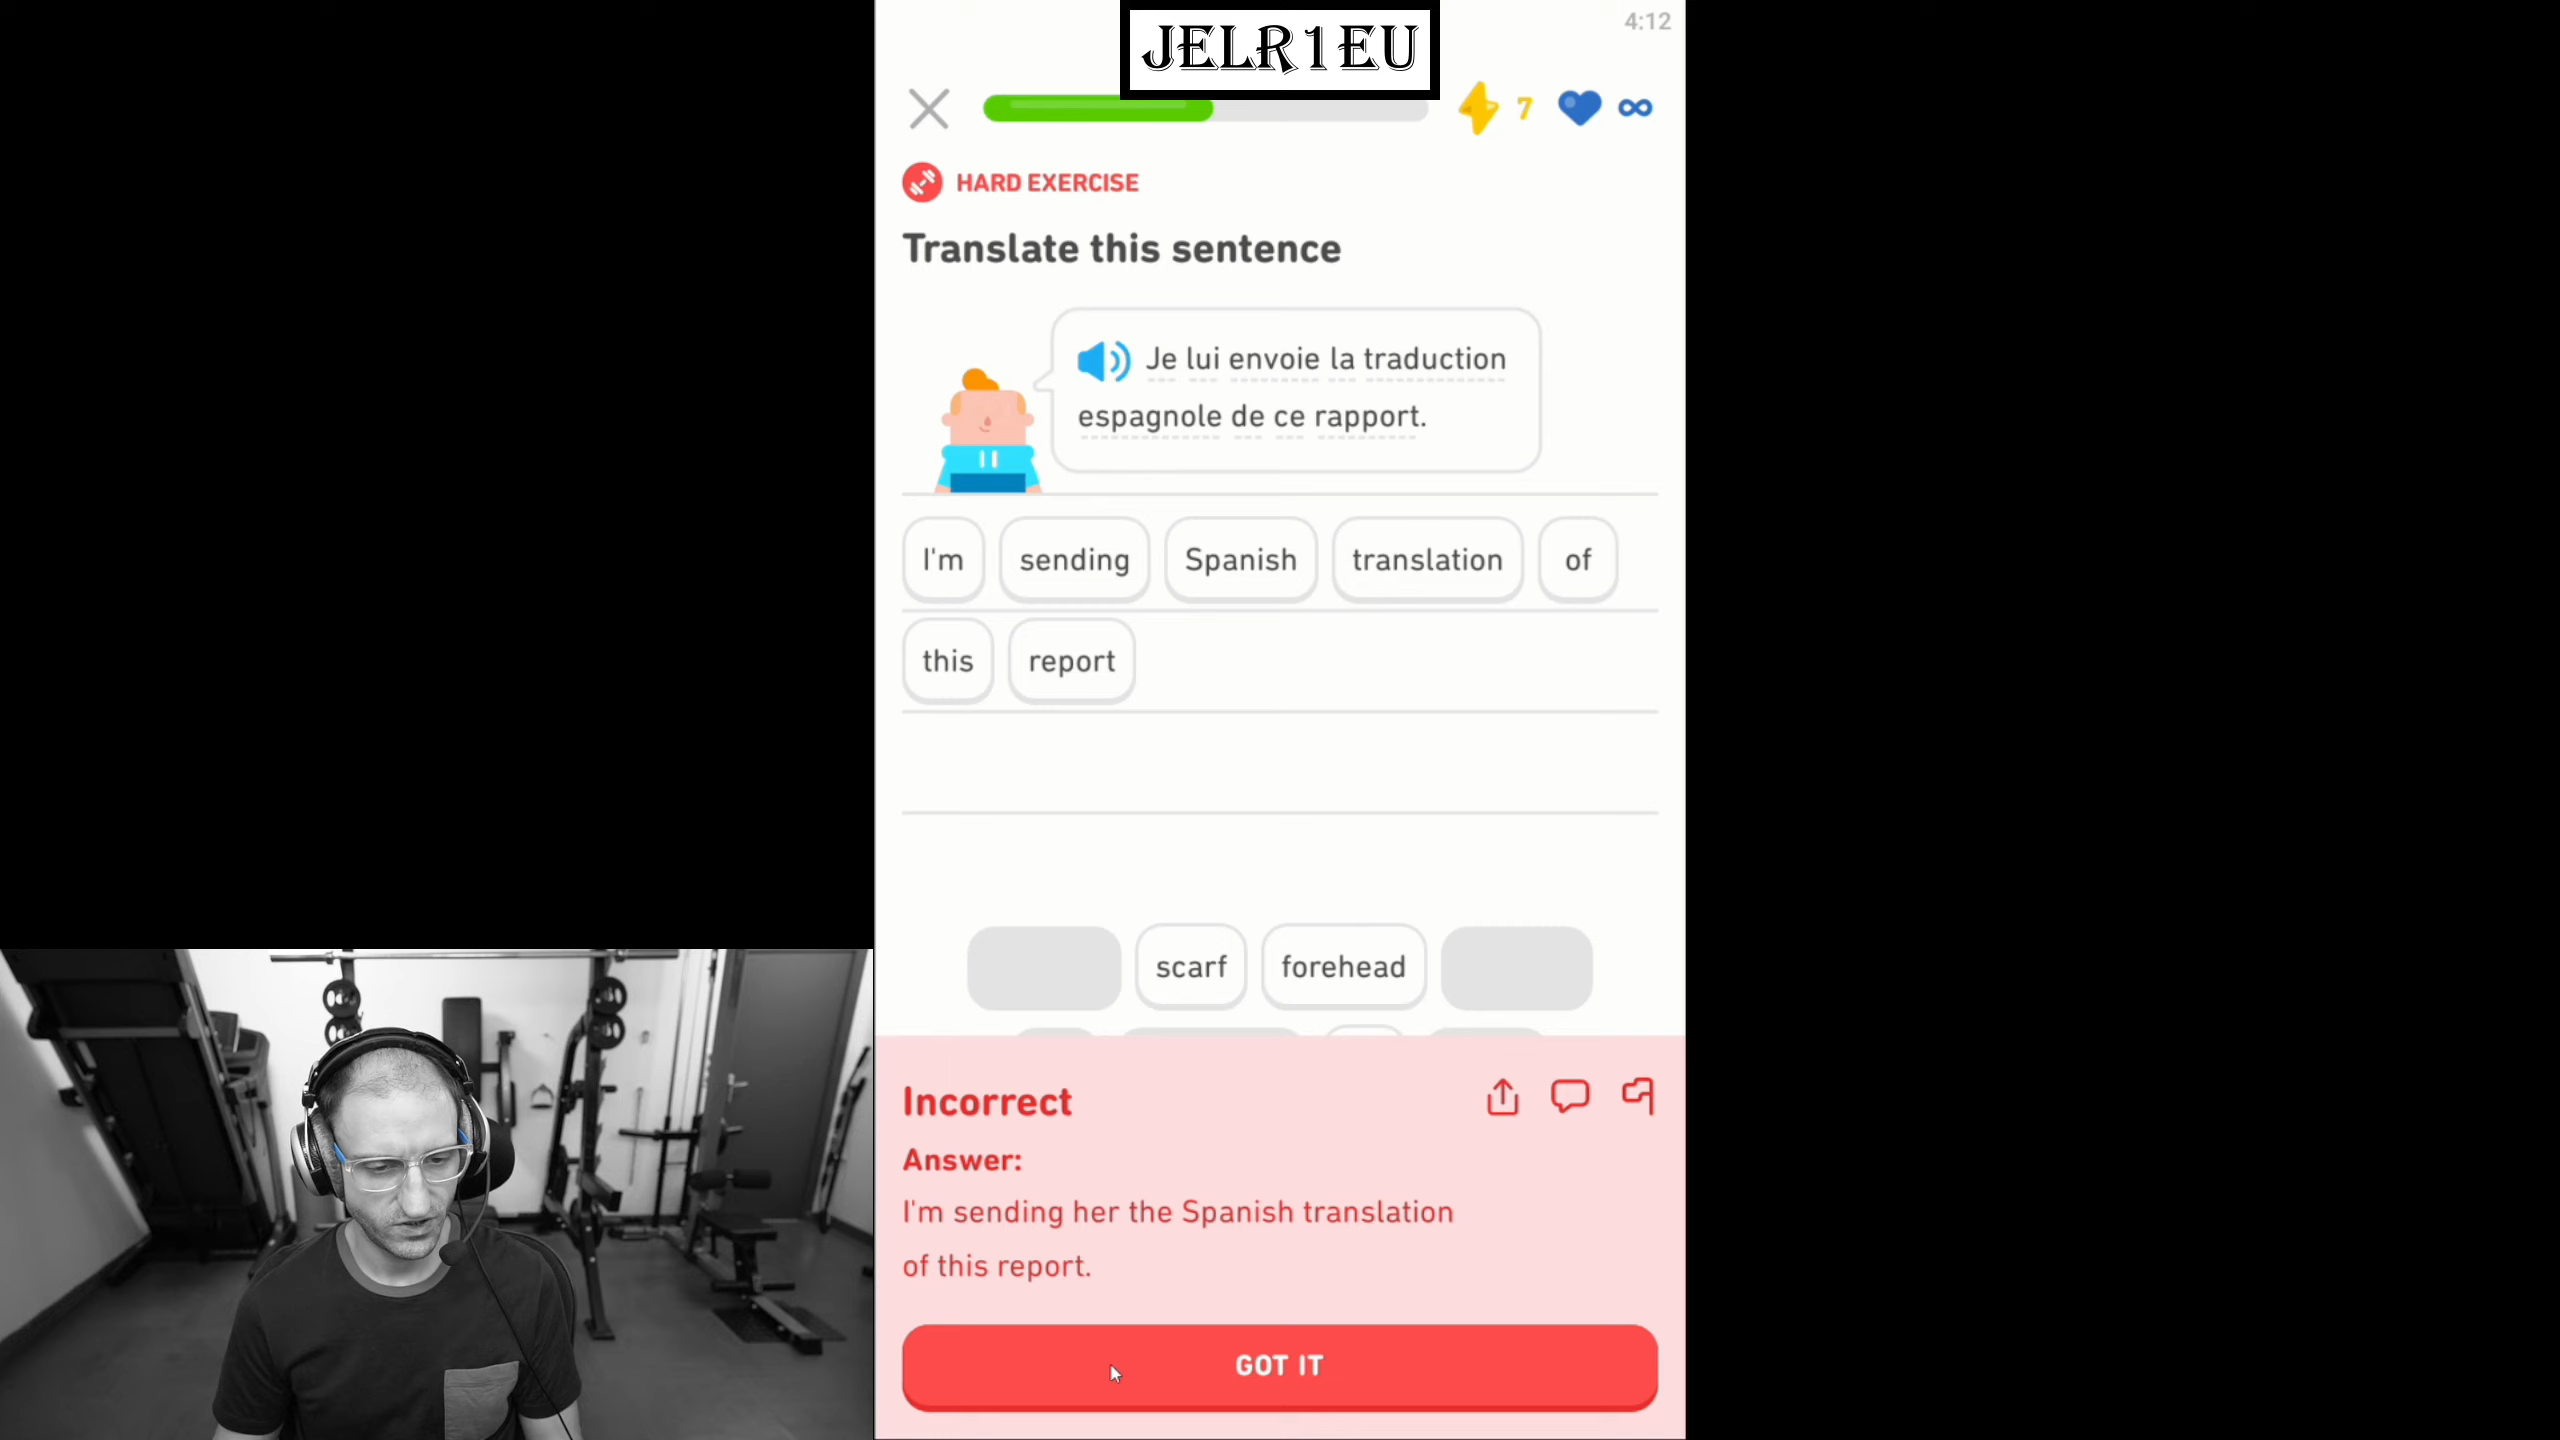 JELR1EU
4:12
7
HARD EXERCISE
Translate this sentence
Je lui envoie la traduction
espagnole de ce rapport.
I'm sending Spanish translation of
this report
scarf forehead
Incorrect
Answer:
I'm sending her the Spanish translation
of this report.
GOT IT